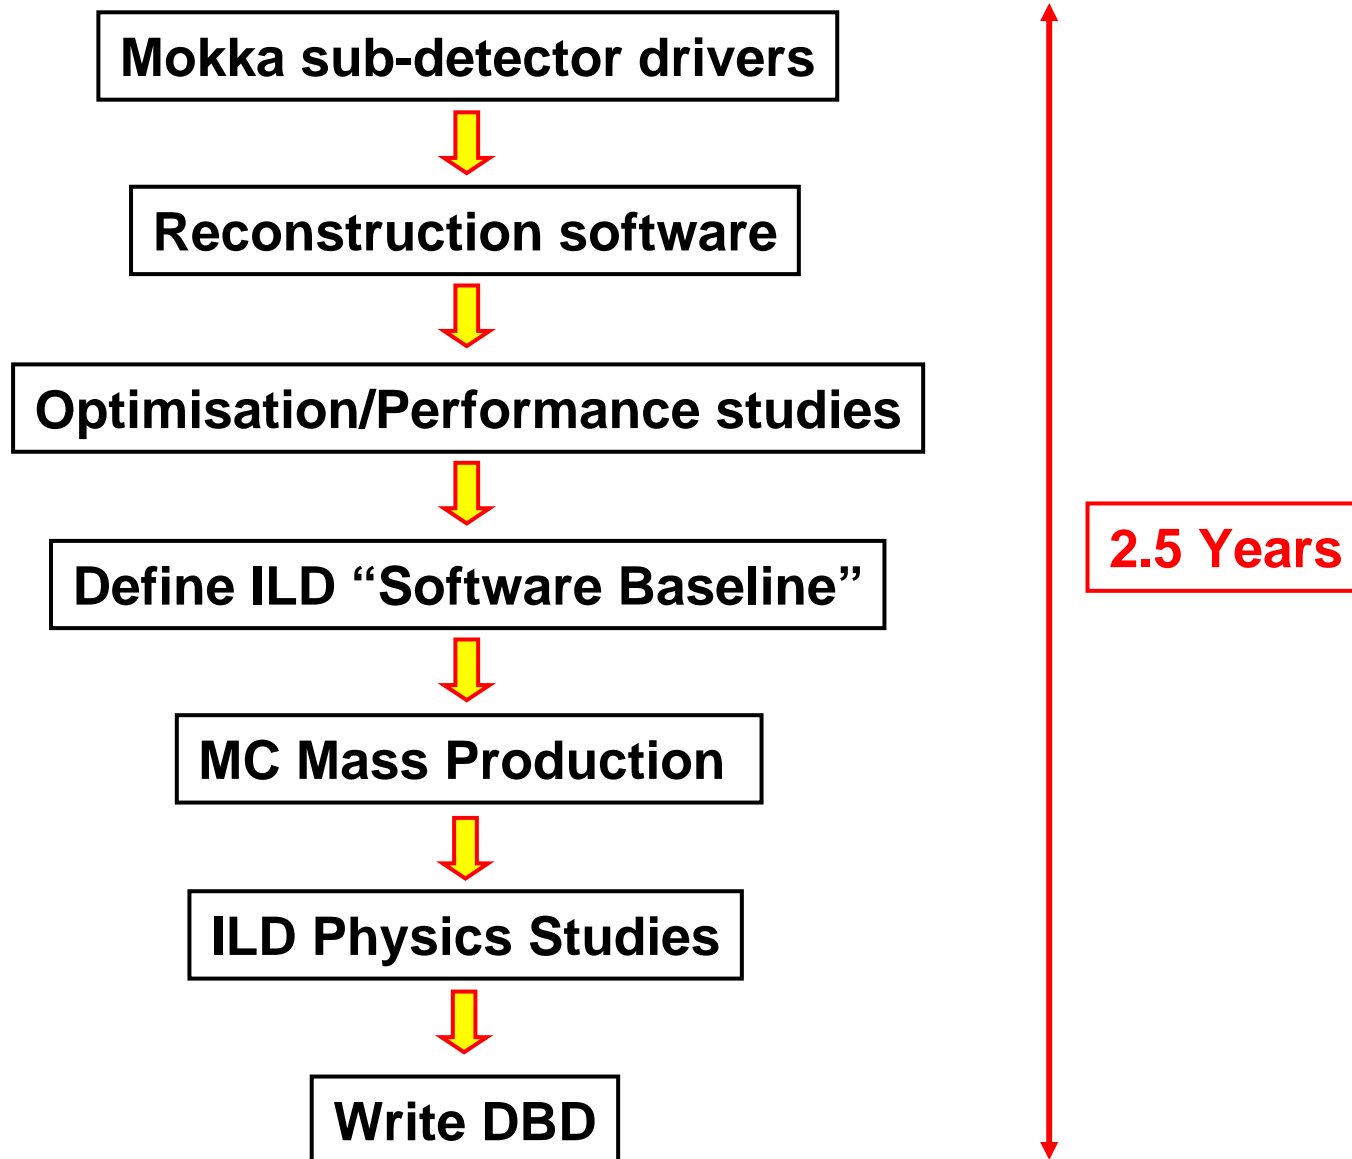 Mokka sub-detector drivers
Reconstruction software
Optimisation/Performance studies
Define ILD “Software Baseline”
2.5 Years
MC Mass Production
ILD Physics Studies
Write DBD